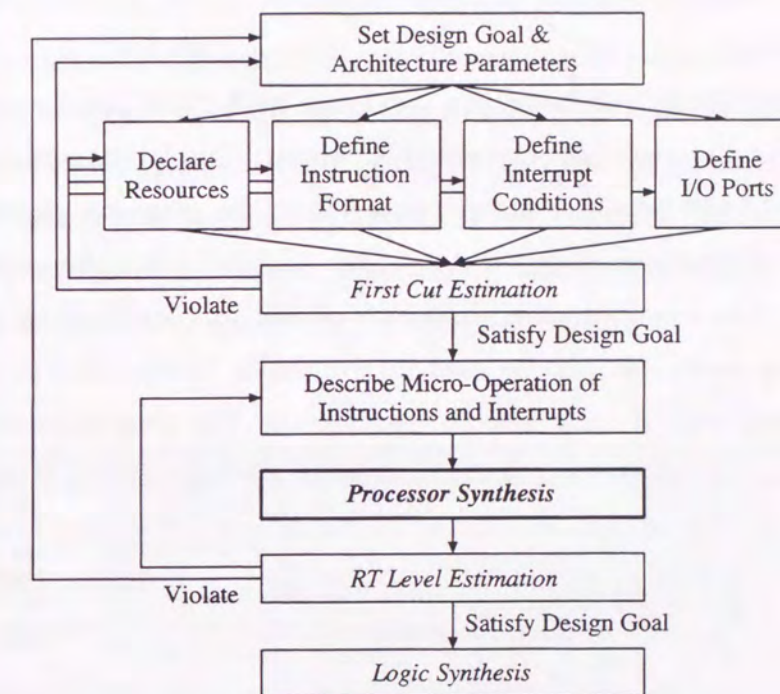 Set Design Goal &
Architecture Parameters
Declare
Resources
Define
Instruction
Format
Define
Interrupt
Conditions
Define
I/O Ports
First Cut Estimation
Violate
Satisfy Design Goal
Describe Micro-Operation of
Instructions and Interrupts
Processor Synthesis
RT Level Estimation
Violate
Satisfy Design Goal
Logic Synthesis